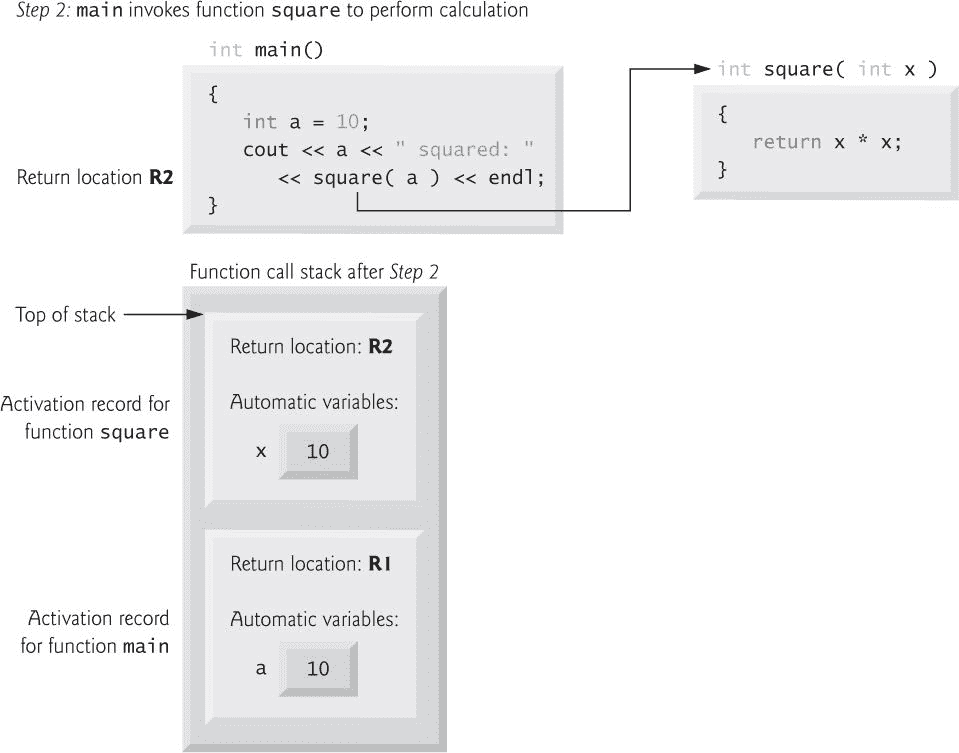 Step 2: main invokes function square to perform calculation
int main()
{
int a = 10;
cout << a << " squared: "
<< square( a ) << endl;
}
Return location R2
int square( int x )
{
return x * x;
}
Function call stack after Step 2
Top of stack
Return location: R2
Activation record for
function square
Automatic variables:
x 10
Return location: R1
Activation record
for function main
Automatic variables:
a 10